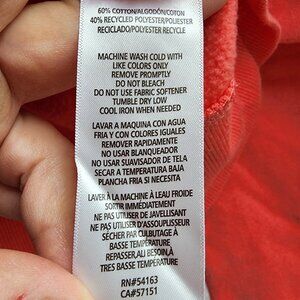 60% COTTON/ALGODÓN/COTON
40% RECYCLED POLYESTER/POLIESTER
RECICLADO/POLYESTER RECYCLE
MACHINE WASH COLD WITH
LIKE COLORS ONLY
REMOVE PROMPTLY
DO NOT BLEACH
DO NOT USE FABRIC SOFTENER
TUMBLE DRY LOW
COOL IRON WHEN NEEDED
LAVAR A MAQUINA CON AGUA
FRIA Y CON COLORES IGUALES
REMOVER RAPIDAMENTE
NO USAR BLANQUEADOR
NO USAR SUAVISADOR DE TELA
SECAR A TEMPERATURA BAJA
PLANCHA FRIA SI NECESITA
LAVER À LA MACHINE À L'EAU FROIDE
SORTIR IMMÉDIATEMENT
NE PAS UTILISER DE JAVELLISANT
NE PAS UTILISER D'ASSOUPLISSEUR
SÉCHER PAR CULBUTAGE À
BASSE TEMPÉRATURE
REPASSER, AU BESOIN, À
TRES BASSE TEMPÉRATURE
RN#54163
CA#57151